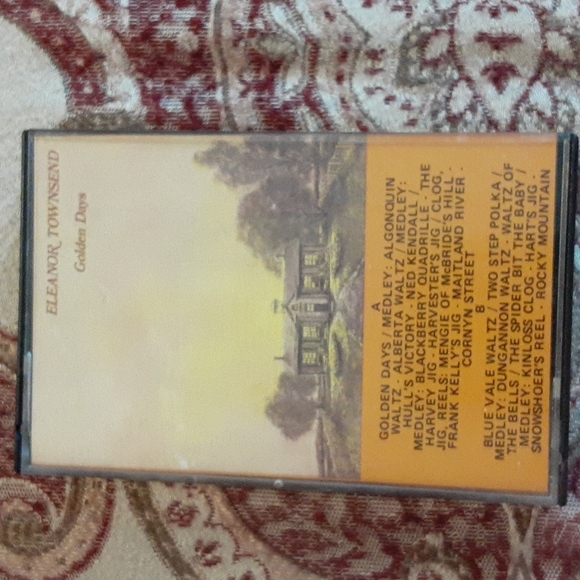 ELEANOR TOWNSEND
Golden Days
A
GOLDEN DAYS / MEDLEY: ALGONQUIN
WALTZ - ALBERTA WALTZ / MEDLEY:
HULL'S VICTORY - NED KENDALL /
MEDLEY: BLACKBERRY QUADRILLE - THE
HARVEY JIG - HARVESTER'S JIG / CLOG,
JIG, REELS: MENGIE OF McBRIDE'S HILL -
FRANK KELLY'S JIG - MAITLAND RIVER -
CORNYN STREET
B
BLUE VALE WALTZ / TWO STEP POLKA /
MEDLEY: DUNGANNON WALTZ - WALTZ OF
THE BELLS / THE SPIDER BIT THE BABY /
MEDLEY: KINLOSS CLOG - HART'S JIG -
SNOWSHOER'S REEL - ROCKY MOUNTAIN